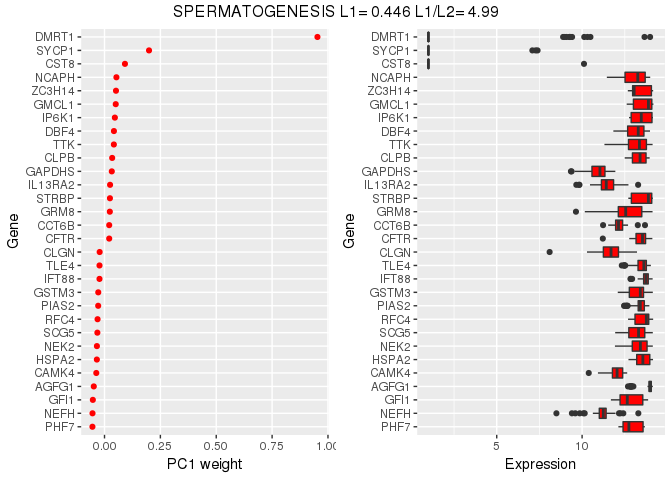 SPERMATOGENESIS L1= 0.446 L1/L2= 4.99
Gene
DMRT1
SYCP1
CST8
NCAPH
ZC3H14
GMCL1
IP6K1
DBF4
TTK
CLPB
GAPDHS
IL13RA2
STRBP
GRM8
CCT6B
CFTR
CLGN
TLE4
IFT88
GSTM3
PIAS2
RFC4
SCG5
NEK2
HSPA2
CAMK4
AGFG1
GFI1
NEFH
PHF7
0.00 0.25 0.50 0.75 1.00
PC1 weight
Gene
DMRT1
SYCP1
CST8
NCAPH
ZC3H14
GMCL1
IP6K1
DBF4
TTK
CLPB
GAPDHS
IL13RA2
STRBP
GRM8
CCT6B
CFTR
CLGN
TLE4
IFT88
GSTM3
PIAS2
RFC4
SCG5
NEK2
HSPA2
CAMK4
AGFG1
GFI1
NEFH
PHF7
5 10
Expression